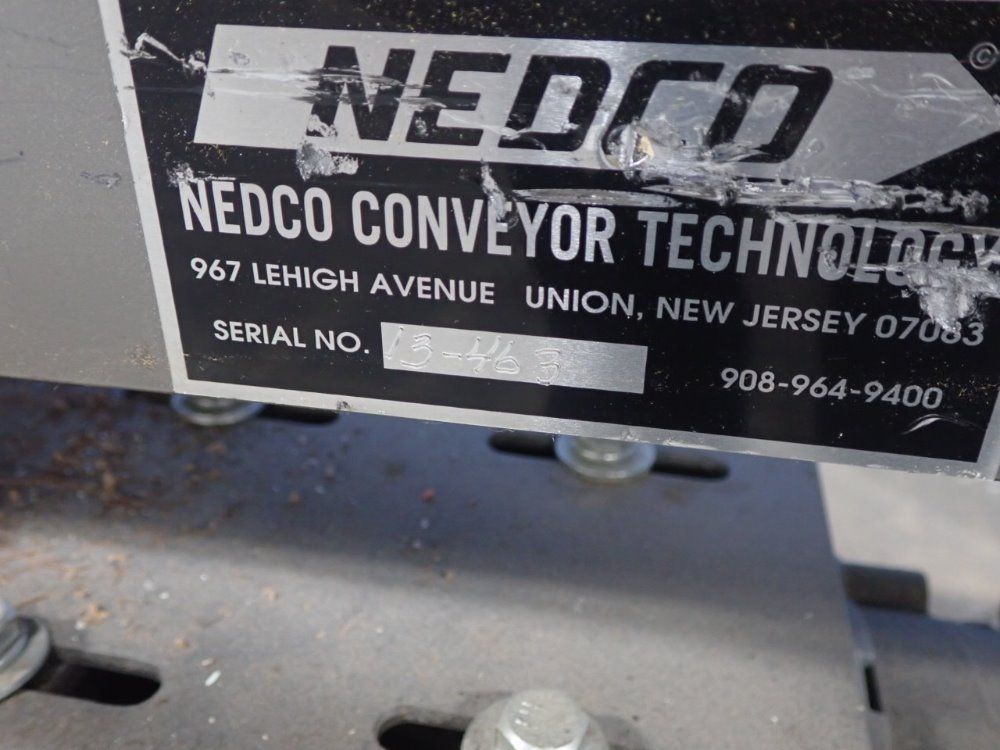 ©
NEDCO
NEDCO CONVEYOR TECHNOLOGY
967 LEHIGH AVENUE UNION, NEW JERSEY 07083
SERIAL NO. 13-463
908-964-9400